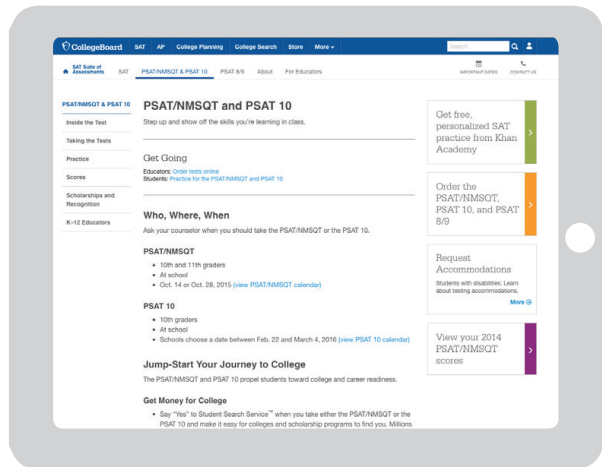 CollegeBoard SAT AP College Planning College Search Store More
Search
SAT Suite of
Assessments SAT PSAT/NMSQT & PSAT 10 PSAT 8/9 About For Educators
IMPORTANT DATES CONTACT US
PSAT/NMSQT & PSAT 10
Inside the Test
Taking the Tests
Practice
Scores
Scholarships and
Recognition
K–12 Educators
PSAT/NMSQT and PSAT 10
Step up and show off the skills you're learning in class.
Get Going
Educators: Order tests online
Students: Practice for the PSAT/NMSQT and PSAT 10
Who, Where, When
Ask your counselor when you should take the PSAT/NMSQT or the PSAT 10.
PSAT/NMSQT
• 10th and 11th graders
• At school
• Oct. 14 or Oct. 28, 2015 (view PSAT/NMSQT calendar)
PSAT 10
• 10th graders
• At school
• Schools choose a date between Feb. 22 and March 4, 2016 (view PSAT 10 calendar)
Jump-Start Your Journey to College
The PSAT/NMSQT and PSAT 10 propel students toward college and career readiness.
Get Money for College
• Say "Yes" to Student Search Service™ when you take either the PSAT/NMSQT or the
PSAT 10 and make it easy for colleges and scholarship programs to find you. Millions
Get free,
personalized SAT
practice from Khan
Academy
Order the
PSAT/NMSQT,
PSAT 10, and PSAT
8/9
Request
Accommodations
Students with disabilities: Learn
about testing accommodations.
More
View your 2014
PSAT/NMSQT
scores